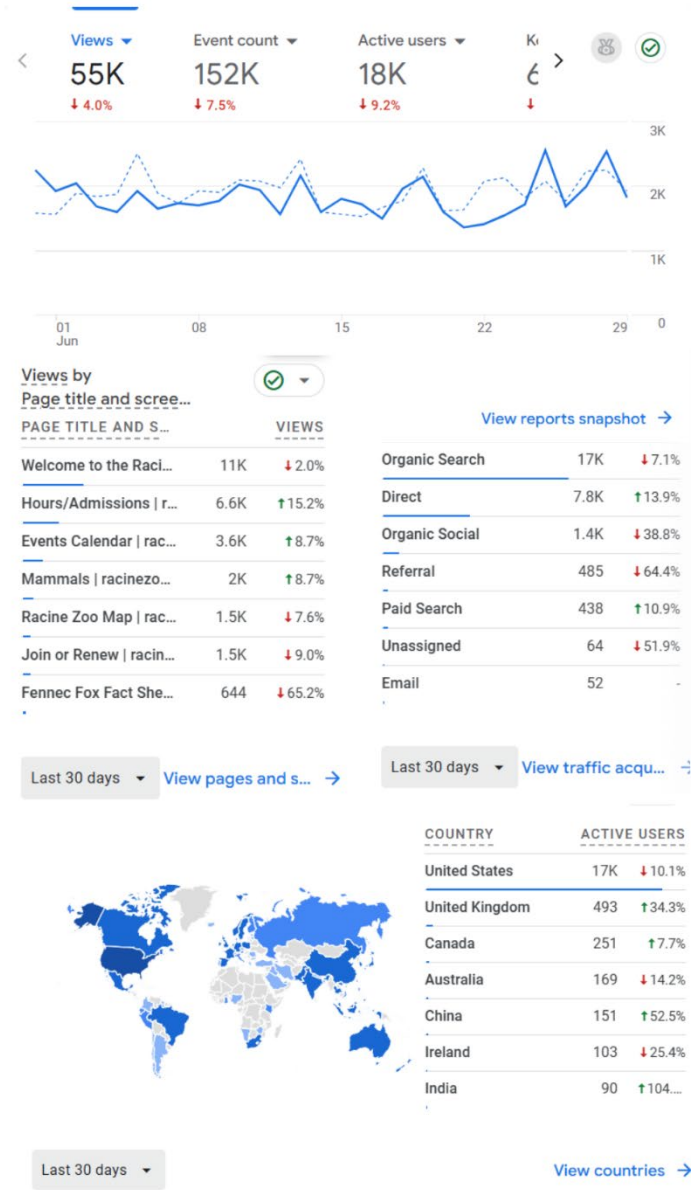 Views Event count Active users K
55K 152K 18K 6
↓ 4.0% ↓ 7.5% ↓ 9.2% ↓
3K
2K
1K
0
01 08 15 22 29
Jun
Views by
Page title and scree...
PAGE TITLE AND S... VIEWS
Welcome to the Raci... 11K ↓2.0%
Hours/Admissions | r... 6.6K ↑15.2%
Events Calendar | rac... 3.6K ↑8.7%
Mammals | racinezo... 2K ↑8.7%
Racine Zoo Map | rac... 1.5K ↓7.6%
Join or Renew | racin... 1.5K ↓9.0%
Fennec Fox Fact She... 644 ↓65.2%
Last 30 days View pages and s... →
View reports snapshot →
Organic Search 17K ↓7.1%
Direct 7.8K ↑13.9%
Organic Social 1.4K ↓38.8%
Referral 485 ↓64.4%
Paid Search 438 ↑10.9%
Unassigned 64 ↓51.9%
Email 52 -
Last 30 days View traffic acqu... →
COUNTRY ACTIVE USERS
United States 17K ↓10.1%
United Kingdom 493 ↑34.3%
Canada 251 ↑7.7%
Australia 169 ↓14.2%
China 151 ↑52.5%
Ireland 103 ↓25.4%
India 90 ↑104....
Last 30 days View countries →